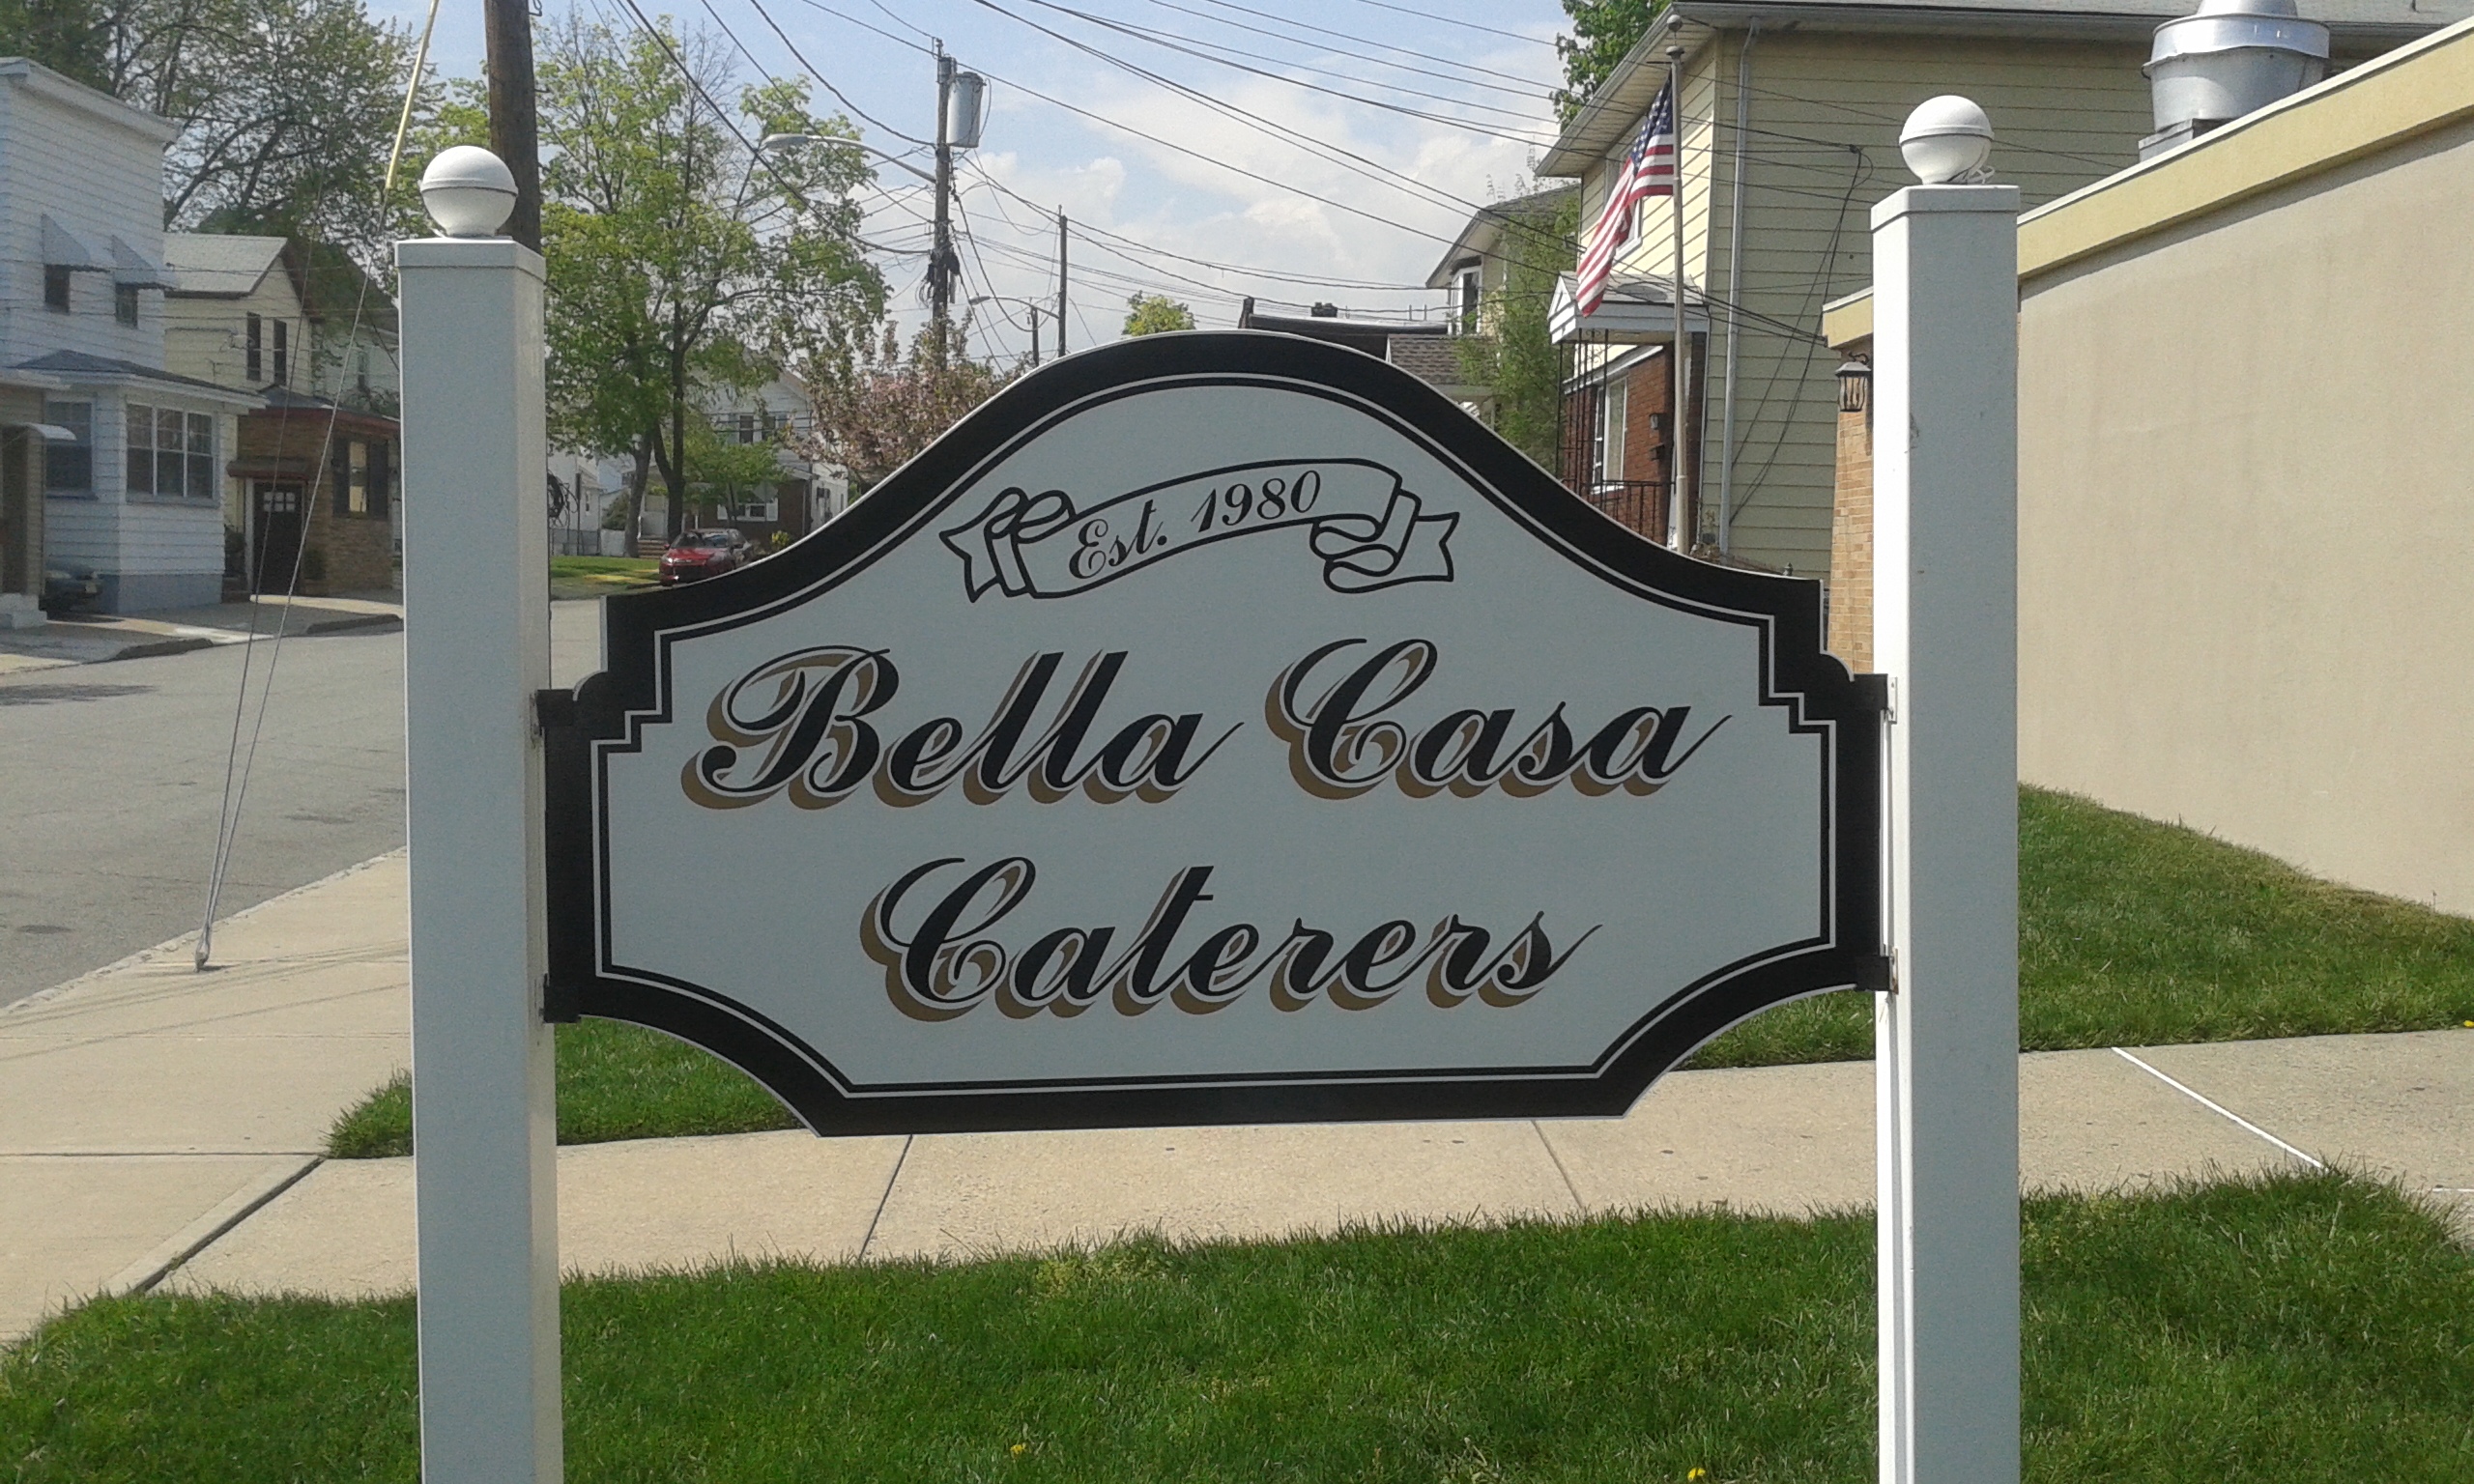 Est. 1980
Bella Casa
Caterers